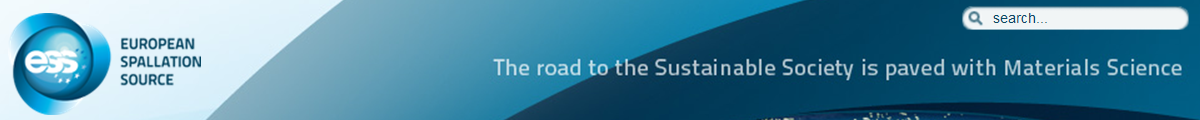 ess
EUROPEAN
SPALLATION
SOURCE
search...
The road to the Sustainable Society is paved with Materials Science